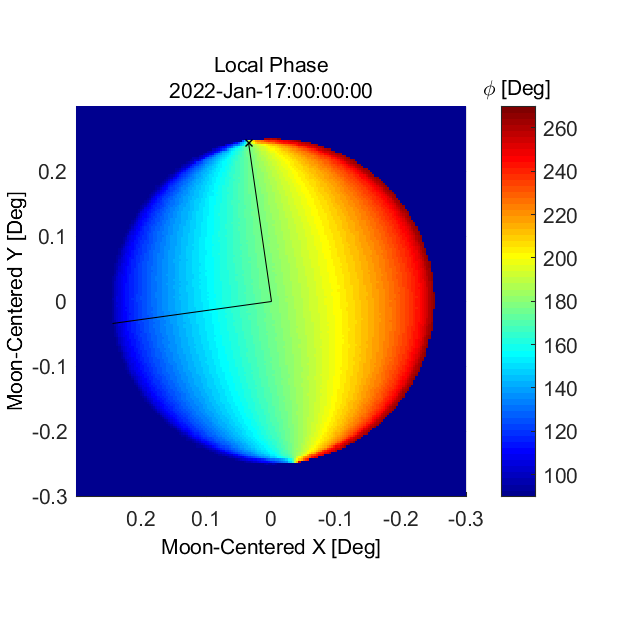 Local Phase
2022-Jan-17:00:00:00:00
ϕ [Deg]
Moon-Centered Y [Deg]
0.2
0.1
0
-0.1
-0.2
-0.3
0.2 0.1 0 -0.1 -0.2 -0.3
Moon-Centered X [Deg]
260
240
220
200
180
160
140
120
100